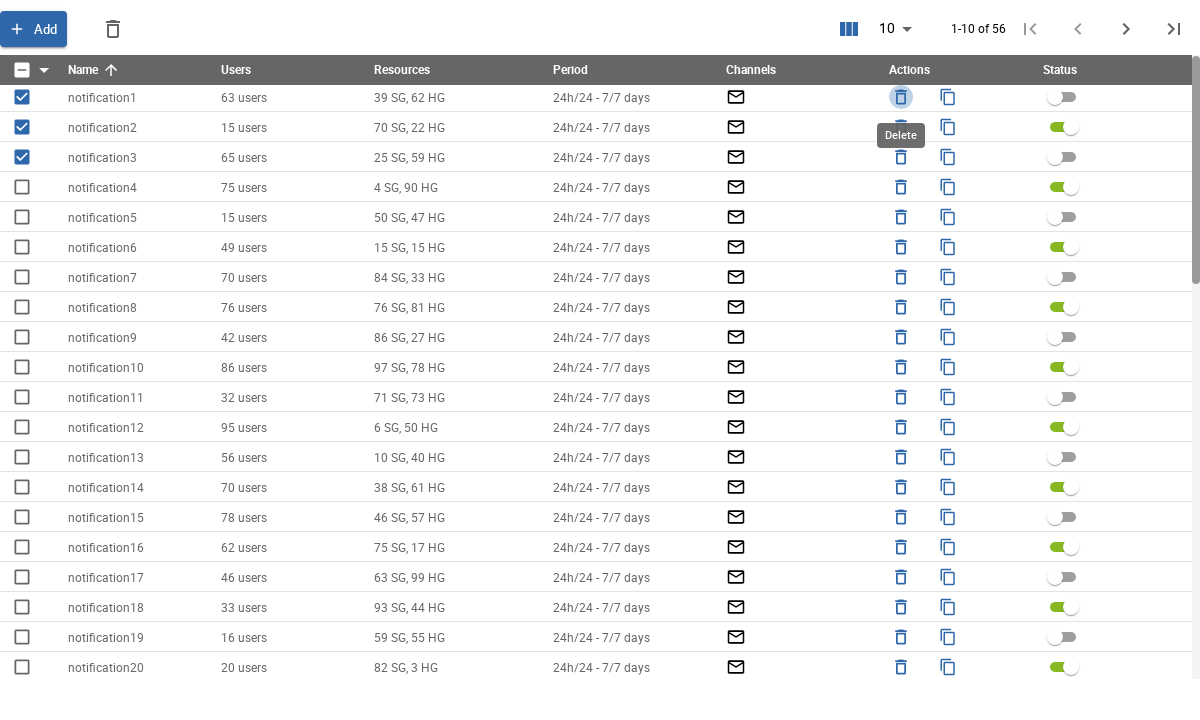 Add 10 1-10 of 56
Name Users Resources Period Channels Actions Status
notification1 63 users 39 SG, 62 HG 24h/24 - 7/7 days
notification2 15 users 70 SG, 22 HG 24h/24 - 7/7 days
Delete
notification3 65 users 25 SG, 59 HG 24h/24 - 7/7 days
notification4 75 users 4 SG, 90 HG 24h/24 - 7/7 days
notification5 15 users 50 SG, 47 HG 24h/24 - 7/7 days
notification6 49 users 15 SG, 15 HG 24h/24 - 7/7 days
notification7 70 users 84 SG, 33 HG 24h/24 - 7/7 days
notification8 76 users 76 SG, 81 HG 24h/24 - 7/7 days
notification9 42 users 86 SG, 27 HG 24h/24 - 7/7 days
notification10 86 users 97 SG, 78 HG 24h/24 - 7/7 days
notification11 32 users 71 SG, 73 HG 24h/24 - 7/7 days
notification12 95 users 6 SG, 50 HG 24h/24 - 7/7 days
notification13 56 users 10 SG, 40 HG 24h/24 - 7/7 days
notification14 70 users 38 SG, 61 HG 24h/24 - 7/7 days
notification15 78 users 46 SG, 57 HG 24h/24 - 7/7 days
notification16 62 users 75 SG, 17 HG 24h/24 - 7/7 days
notification17 46 users 63 SG, 99 HG 24h/24 - 7/7 days
notification18 33 users 93 SG, 44 HG 24h/24 - 7/7 days
notification19 16 users 59 SG, 55 HG 24h/24 - 7/7 days
notification20 20 users 82 SG, 3 HG 24h/24 - 7/7 days